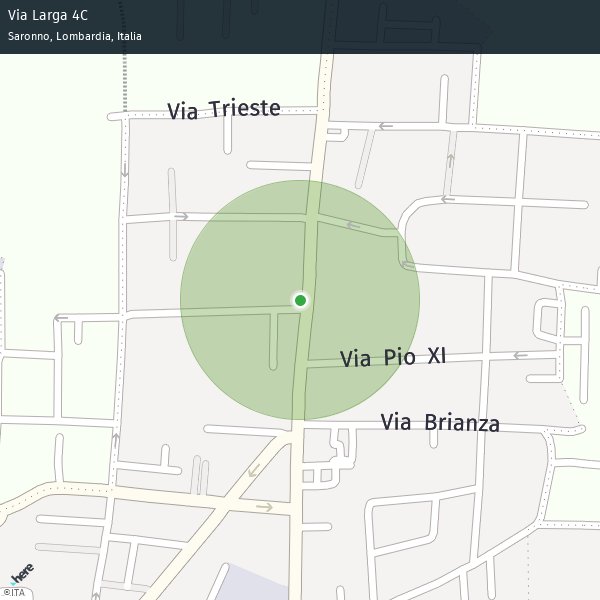 Via Larga 4C
Saronno, Lombardia, Italia
Via Trieste
Via Pio XI
Via Brianza
here
©ITA